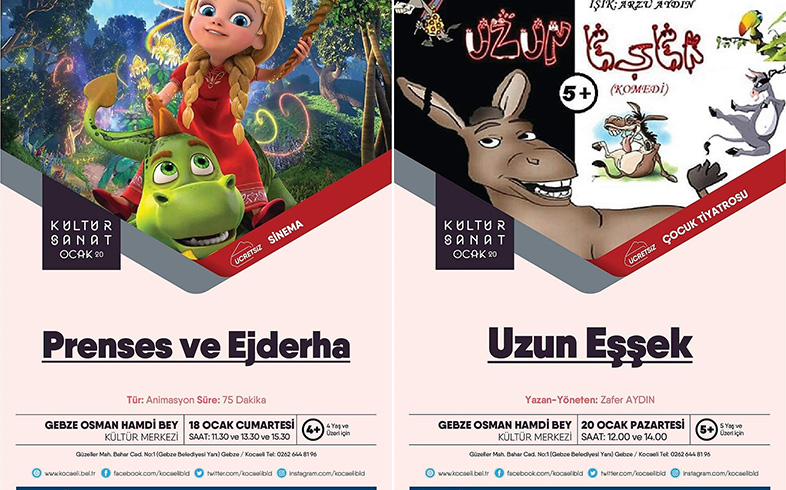 KÜLTÜR
SANAT
OCAK 20
ÜCRETSİZ SİNEMA
Prenses ve Ejderha
Tür: Animasyon Süre: 75 Dakika
GEBZE OSMAN HAMDİ BEY
KÜLTÜR MERKEZİ
18 OCAK CUMARTESİ
SAAT: 11.30 ve 13.30 ve 15.30
4+
4 Yaş ve
Üzeri için
Güzeller Mah. Bahar Cad. No:1 (Gebze Belediyesi Yanı) Gebze / Kocaeli Tel: 0262 644 81 96
www.kocaeli.bel.tr facebook.com/kocaelibld twitter.com/kocaelibld instagram.com/kocaelibld
IŞIK: ARZU AYDIN
UZUN
EŞŞEK
(KOMEDİ)
5+
KÜLTÜR
SANAT
OCAK 20
ÜCRETSİZ ÇOCUK TİYATROSU
Uzun Eşşek
Yazan-Yöneten: Zafer AYDIN
GEBZE OSMAN HAMDİ BEY
KÜLTÜR MERKEZİ
20 OCAK PAZARTESİ
SAAT: 12.00 ve 14.00
5+
5 Yaş ve
Üzeri için
Güzeller Mah. Bahar Cad. No:1 (Gebze Belediyesi Yanı) Gebze / Kocaeli Tel: 0262 644 81 96
www.kocaeli.bel.tr facebook.com/kocaelibld twitter.com/kocaelibld instagram.com/kocaelibld